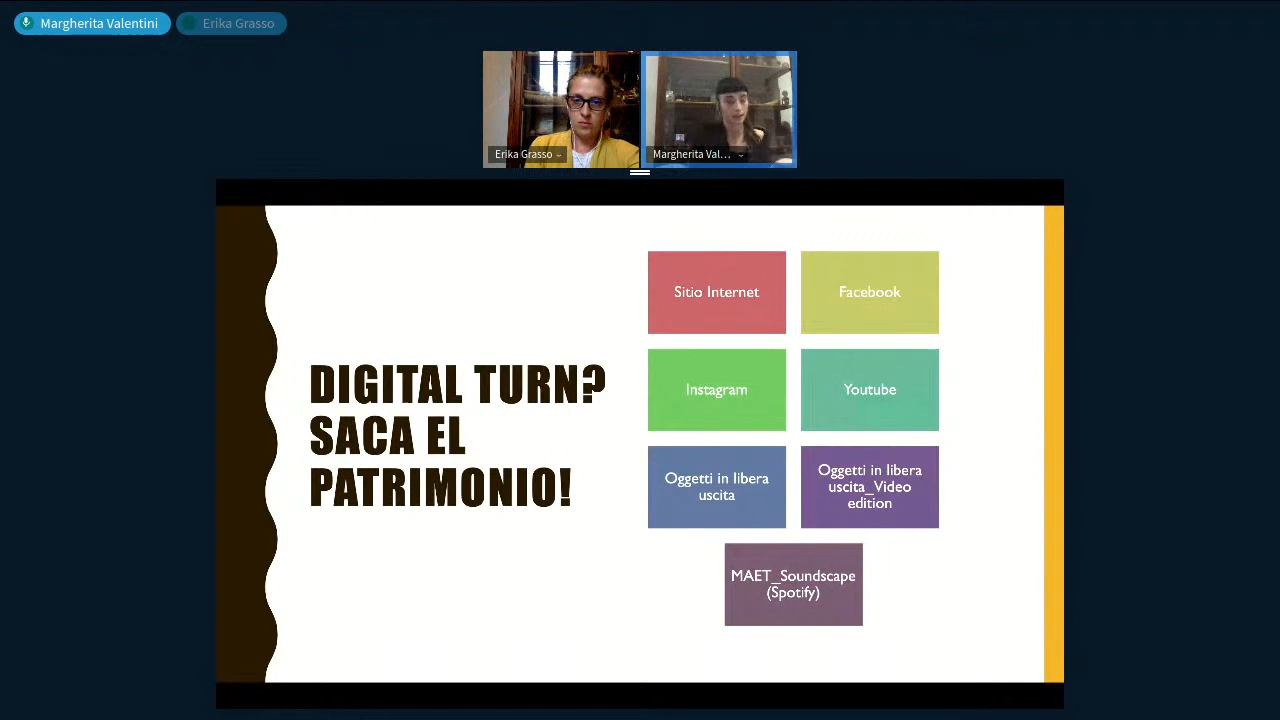 Margherita Valentini
Erika Grasso
Erika Grasso
Margherita Val...
DIGITAL TURN?
SACA EL
PATRIMONIO!
Sitio Internet
Facebook
Instagram
Youtube
Oggetti in libera
uscita
Oggetti in libera
uscita_Video
edition
MAET_Soundscape
(Spotify)